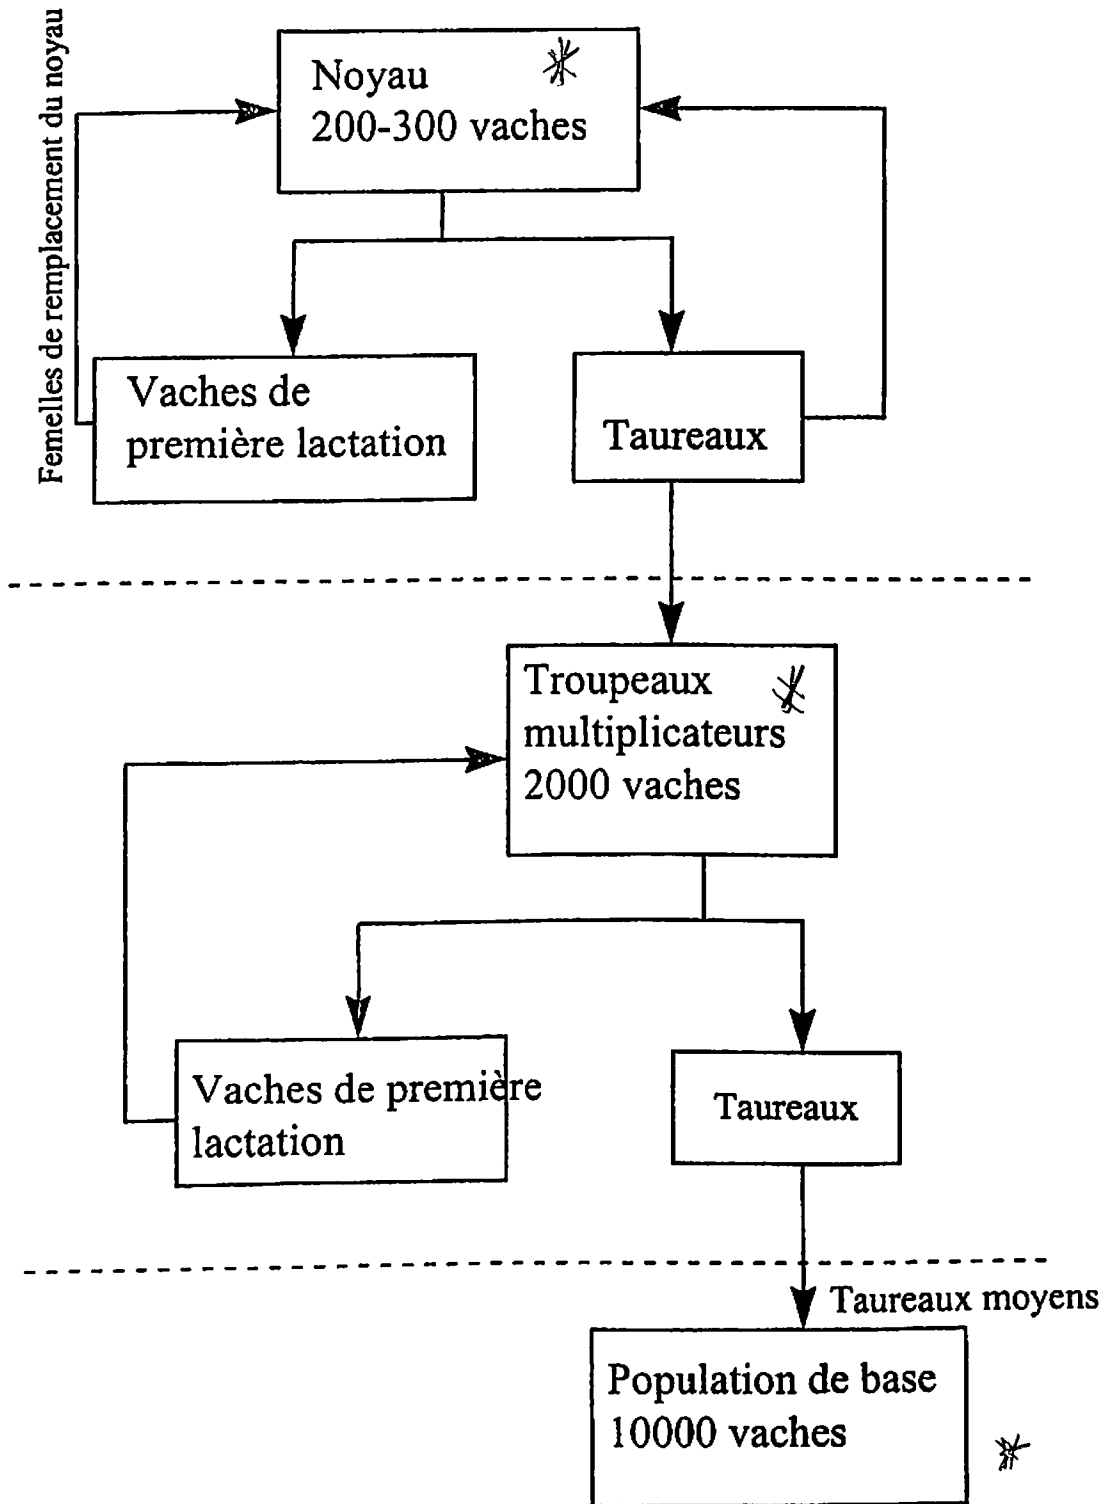 Femelles de remplacement du noyau
Noyau
200-300 vaches
Vaches de
première lactation
Taureaux
Troupeaux
multiplicateurs
2000 vaches
Vaches de première
lactation
Taureaux
Taureaux moyens
Population de base
10000 vaches